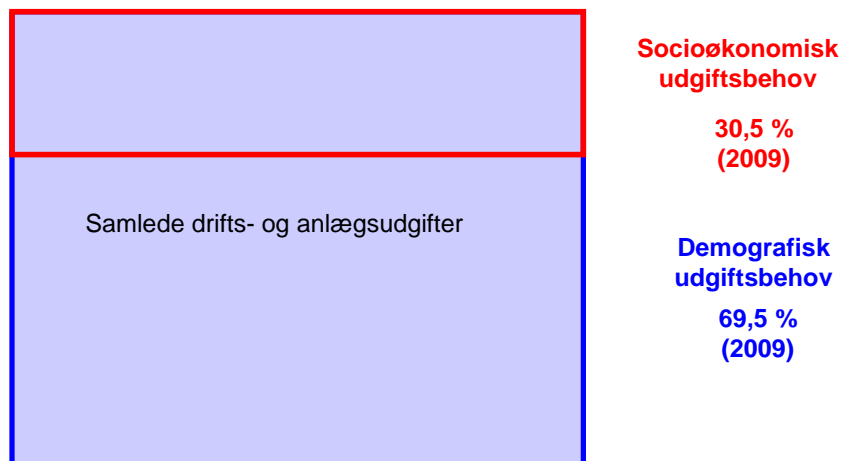 Socioøkonomisk
udgiftsbehov
30,5 %
(2009)
Samlede drifts- og anlægsudgifter
Demografisk
udgiftsbehov
69,5 %
(2009)